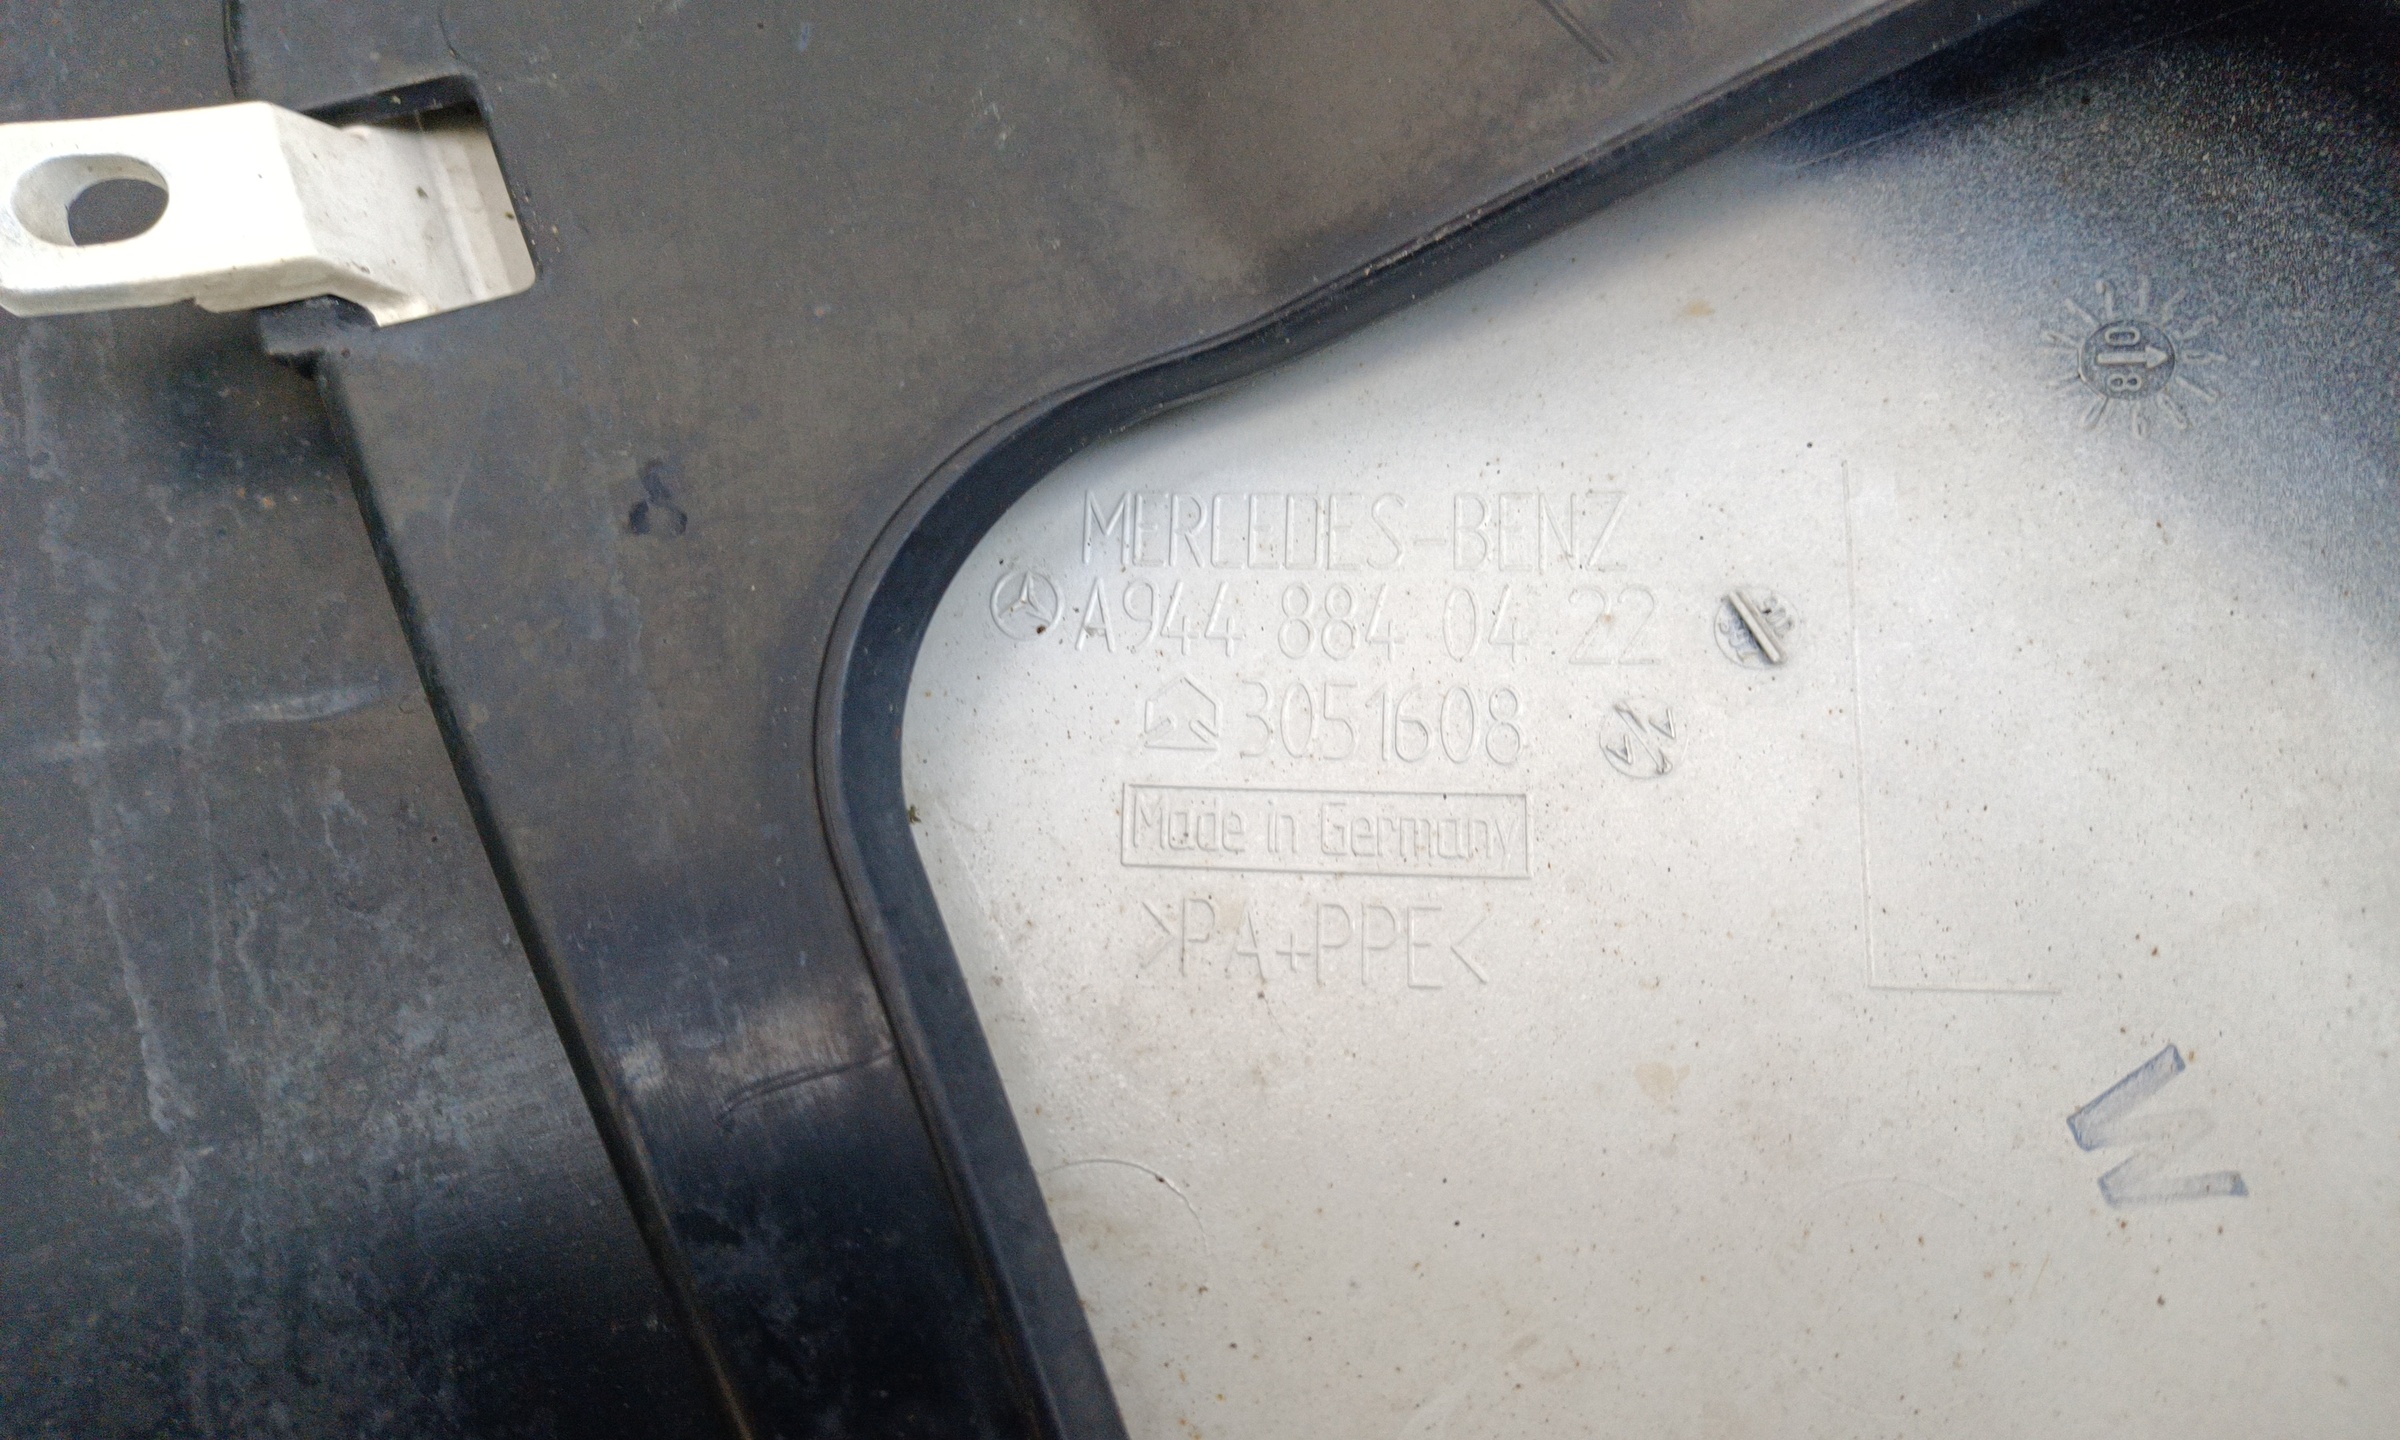 MERCEDES-BENZ
A944 884 04 22
3051608
Made in Germany
>PA+PPE<
W